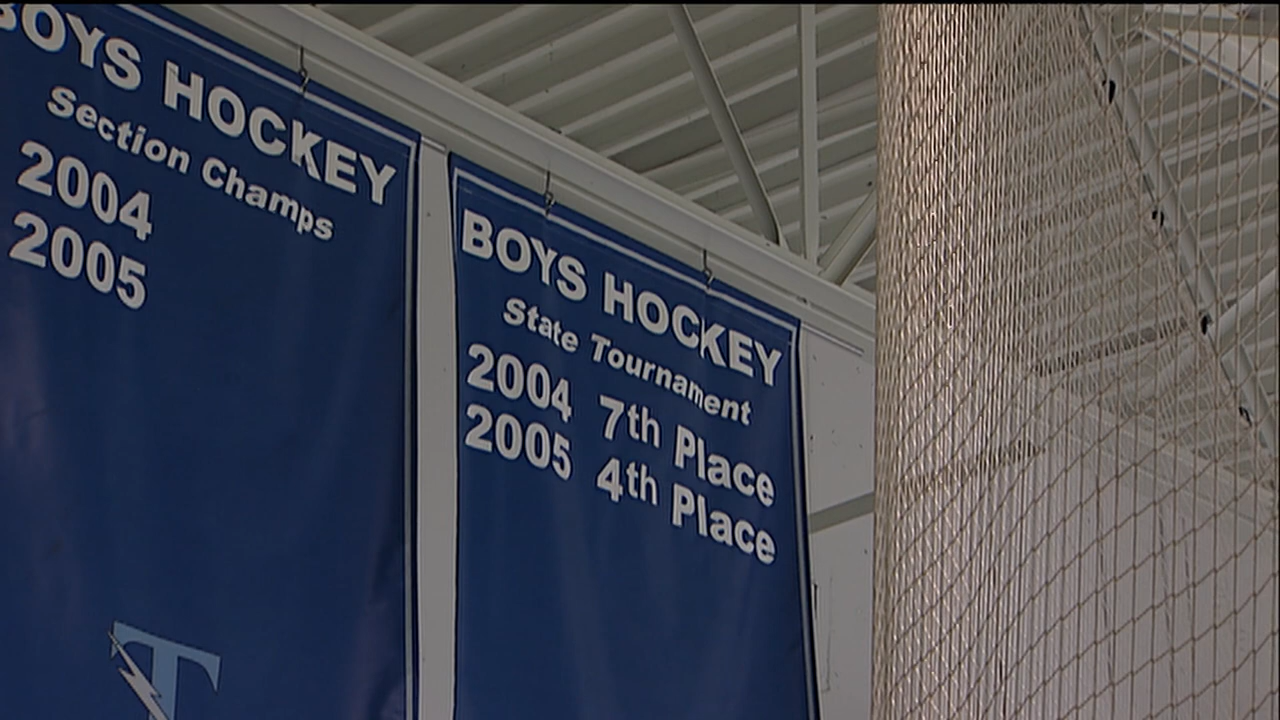 BOYS HOCKEY
Section Champs
2004
2005
T
BOYS HOCKEY
State Tournament
2004 7th Place
2005 4th Place